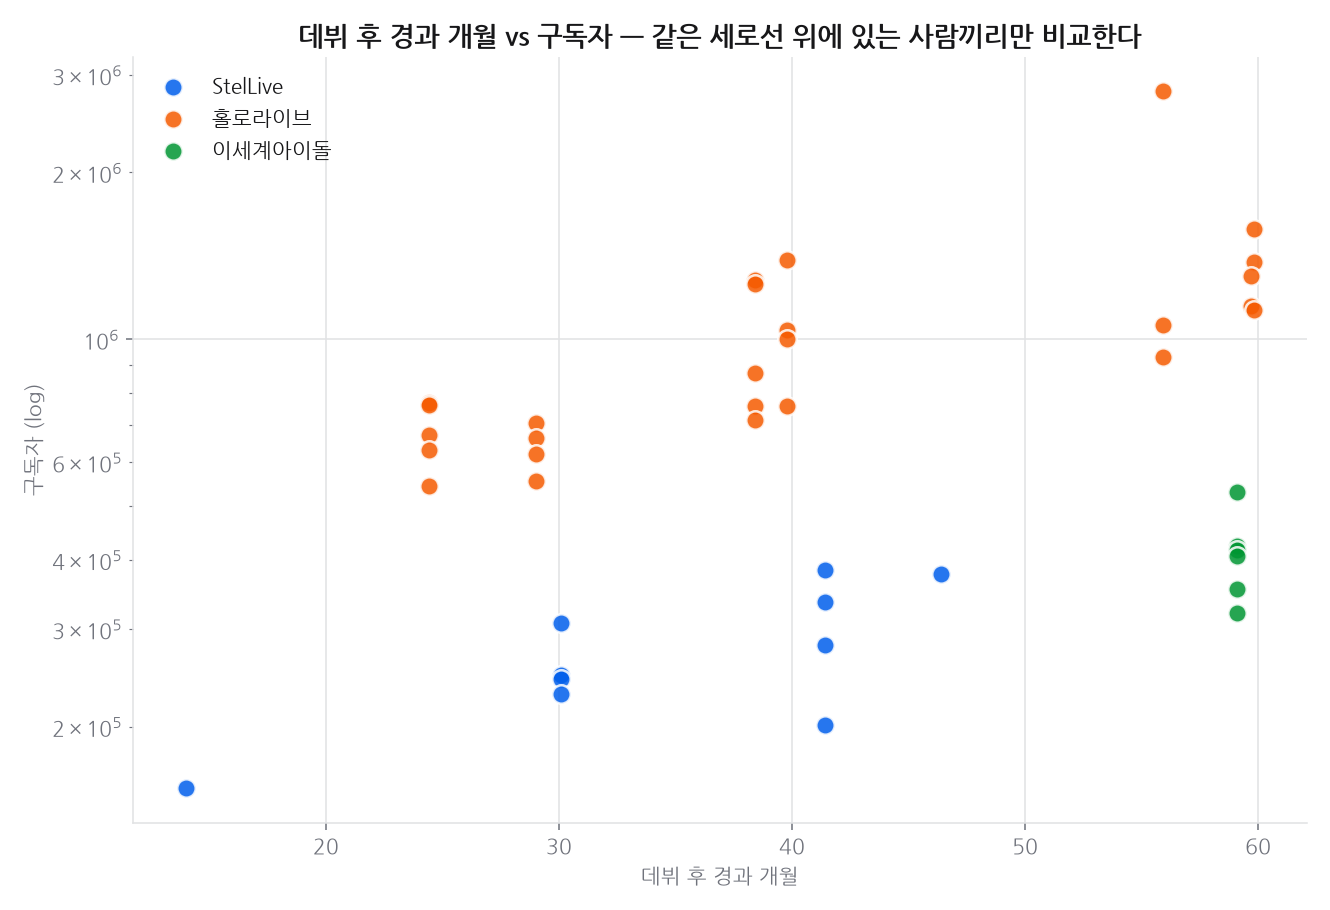 데뷔 후 경과 개월 vs 구독자 — 같은 세로선 위에 있는 사람끼리만 비교한다
StelLive
홀로라이브
이세계아이돌
3 × 10⁶
2 × 10⁶
10⁶
6 × 10⁵
4 × 10⁵
3 × 10⁵
2 × 10⁵
구독자 (log)
20 30 40 50 60
데뷔 후 경과 개월